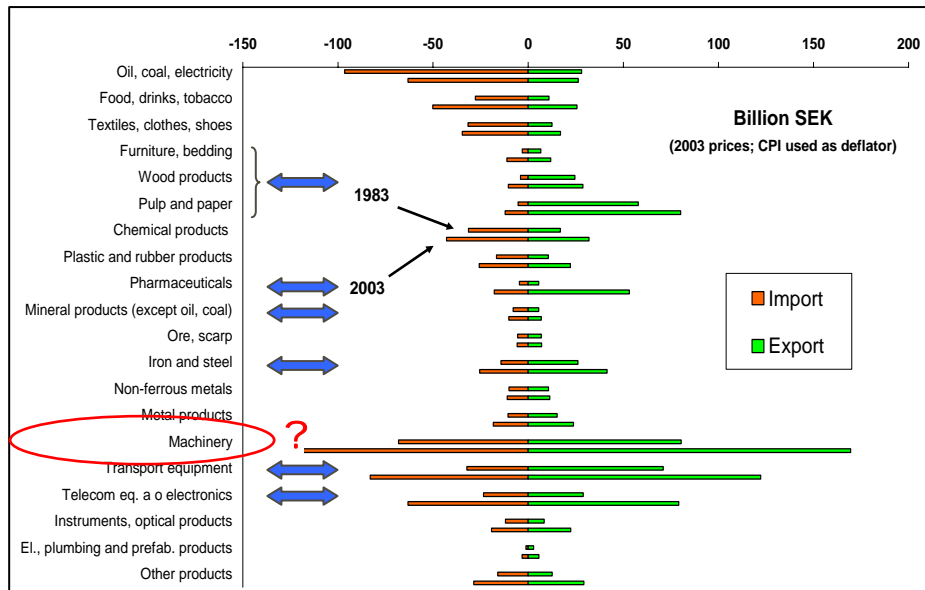 -150 -100 -50 0 50 100 150 200
Oil, coal, electricity
Food, drinks, tobacco
Billion SEK
Textiles, clothes, shoes
(2003 prices; CPI used as deflator)
Furniture, bedding
Wood products
1983
Pulp and paper
Chemical products
Plastic and rubber products
Pharmaceuticals
2003
Import
Mineral products (except oil, coal)
Ore, scarp
Export
Iron and steel
Non-ferrous metals
Metal products
Machinery ?
Transport equipment
Telecom eq. a o electronics
Instruments, optical products
El., plumbing and prefab. products
Other products